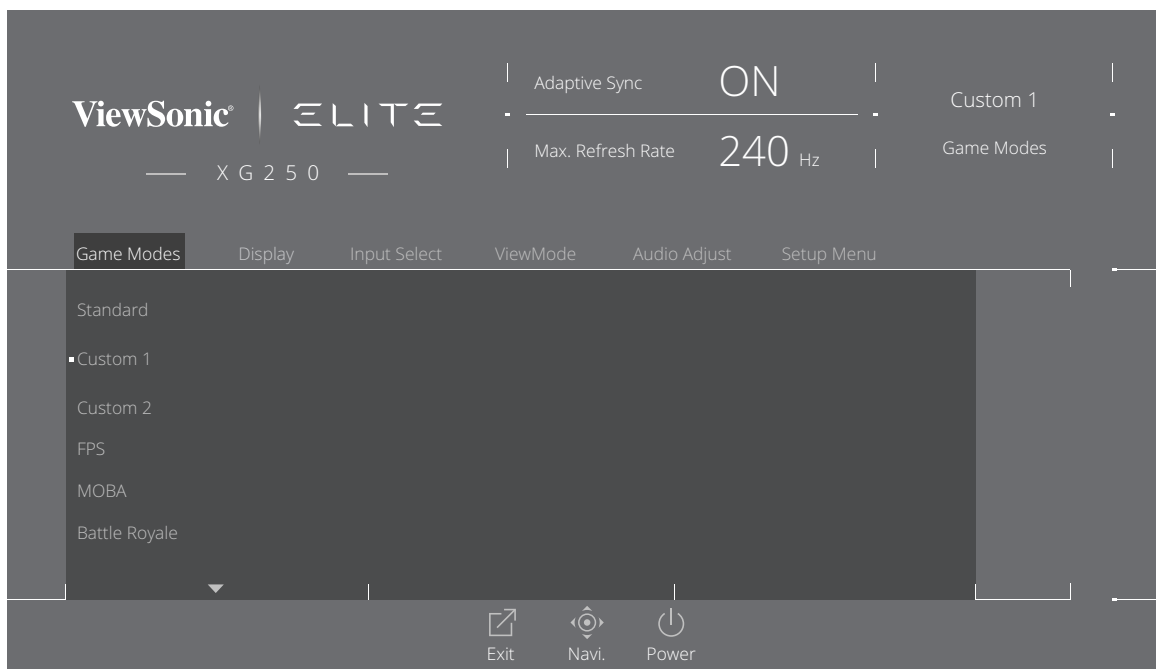 ViewSonic® ELITE
XG250
Adaptive Sync ON
Max. Refresh Rate 240 Hz
Custom 1
Game Modes
Game Modes Display Input Select ViewMode Audio Adjust Setup Menu
Standard
Custom 1
Custom 2
FPS
MOBA
Battle Royale
Exit Navi. Power